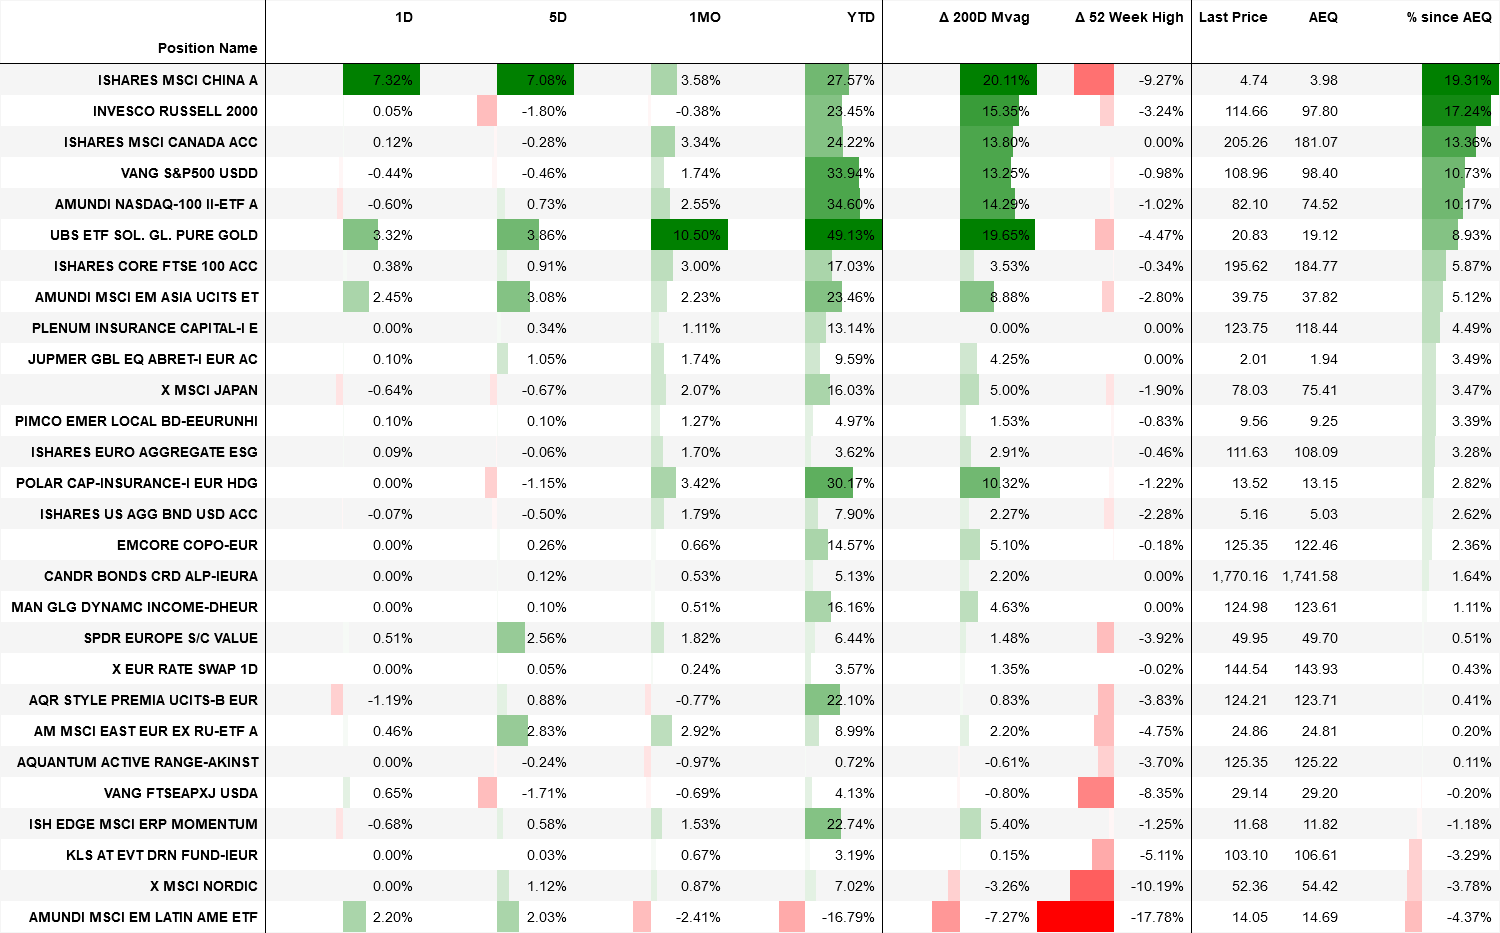 1D 5D 1MO YTD Δ 200D Mvag Δ 52 Week High Last Price AEQ % since AEQ
Position Name
ISHARES MSCI CHINA A 7.32% 7.08% 3.58% 27.57% 20.11% -9.27% 4.74 3.98 19.31%
INVESCO RUSSELL 2000 0.05% -1.80% -0.38% 23.45% 15.35% -3.24% 114.66 97.80 17.24%
ISHARES MSCI CANADA ACC 0.12% -0.28% 3.34% 24.22% 13.80% 0.00% 205.26 181.07 13.36%
VANG S&P500 USDD -0.44% -0.46% 1.74% 33.94% 13.25% -0.98% 108.96 98.40 10.73%
AMUNDI NASDAQ-100 II-ETF A -0.60% 0.73% 2.55% 34.60% 14.29% -1.02% 82.10 74.52 10.17%
UBS ETF SOL. GL. PURE GOLD 3.32% 3.86% 10.50% 49.13% 19.65% -4.47% 20.83 19.12 8.93%
ISHARES CORE FTSE 100 ACC 0.38% 0.91% 3.00% 17.03% 3.53% -0.34% 195.62 184.77 5.87%
AMUNDI MSCI EM ASIA UCITS ET 2.45% 3.08% 2.23% 23.46% 8.88% -2.80% 39.75 37.82 5.12%
PLENUM INSURANCE CAPITAL-I E 0.00% 0.34% 1.11% 13.14% 0.00% 0.00% 123.75 118.44 4.49%
JUPMER GBL EQ ABRET-I EUR AC 0.10% 1.05% 1.74% 9.59% 4.25% 0.00% 2.01 1.94 3.49%
X MSCI JAPAN -0.64% -0.67% 2.07% 16.03% 5.00% -1.90% 78.03 75.41 3.47%
PIMCO EMER LOCAL BD-EEURUNHI 0.10% 0.10% 1.27% 4.97% 1.53% -0.83% 9.56 9.25 3.39%
ISHARES EURO AGGREGATE ESG 0.09% -0.06% 1.70% 3.62% 2.91% -0.46% 111.63 108.09 3.28%
POLAR CAP-INSURANCE-I EUR HDG 0.00% -1.15% 3.42% 30.17% 10.32% -1.22% 13.52 13.15 2.82%
ISHARES US AGG BND USD ACC -0.07% -0.50% 1.79% 7.90% 2.27% -2.28% 5.16 5.03 2.62%
EMCORE COPO-EUR 0.00% 0.26% 0.66% 14.57% 5.10% -0.18% 125.35 122.46 2.36%
CANDR BONDS CRD ALP-IEURA 0.00% 0.12% 0.53% 5.13% 2.20% 0.00% 1,770.16 1,741.58 1.64%
MAN GLG DYNAMC INCOME-DHEUR 0.00% 0.10% 0.51% 16.16% 4.63% 0.00% 124.98 123.61 1.11%
SPDR EUROPE S/C VALUE 0.51% 2.56% 1.82% 6.44% 1.48% -3.92% 49.95 49.70 0.51%
X EUR RATE SWAP 1D 0.00% 0.05% 0.24% 3.57% 1.35% -0.02% 144.54 143.93 0.43%
AQR STYLE PREMIA UCITS-B EUR -1.19% 0.88% -0.77% 22.10% 0.83% -3.83% 124.21 123.71 0.41%
AM MSCI EAST EUR EX RU-ETF A 0.46% 2.83% 2.92% 8.99% 2.20% -4.75% 24.86 24.81 0.20%
AQUANTUM ACTIVE RANGE-AKINST 0.00% -0.24% -0.97% 0.72% -0.61% -3.70% 125.35 125.22 0.11%
VANG FTSEAPXJ USDA 0.65% -1.71% -0.69% 4.13% -0.80% -8.35% 29.14 29.20 -0.20%
ISH EDGE MSCI ERP MOMENTUM -0.68% 0.58% 1.53% 22.74% 5.40% -1.25% 11.68 11.82 -1.18%
KLS AT EVT DRN FUND-IEUR 0.00% 0.03% 0.67% 3.19% 0.15% -5.11% 103.10 106.61 -3.29%
X MSCI NORDIC 0.00% 1.12% 0.87% 7.02% -3.26% -10.19% 52.36 54.42 -3.78%
AMUNDI MSCI EM LATIN AME ETF 2.20% 2.03% -2.41% -16.79% -7.27% -17.78% 14.05 14.69 -4.37%